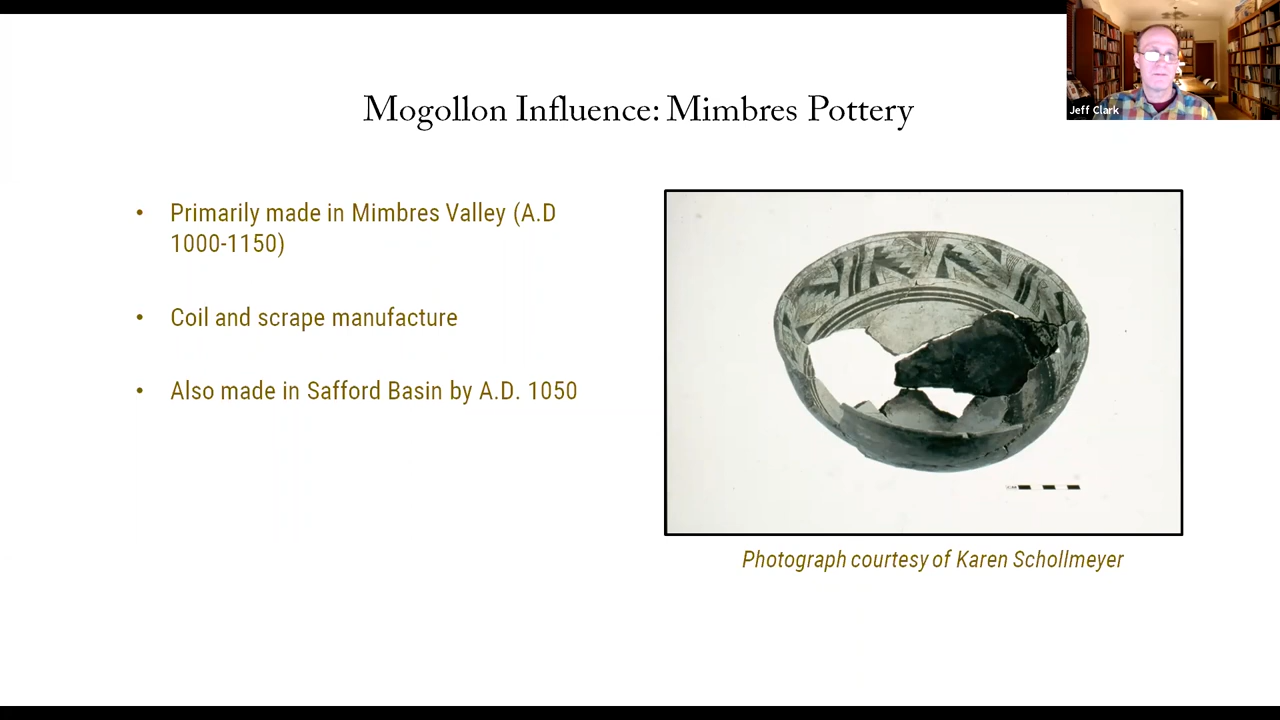 Jeff Clark
Mogollon Influence: Mimbres Pottery
• Primarily made in Mimbres Valley (A.D
1000-1150)
• Coil and scrape manufacture
• Also made in Safford Basin by A.D. 1050
Photograph courtesy of Karen Schollmeyer